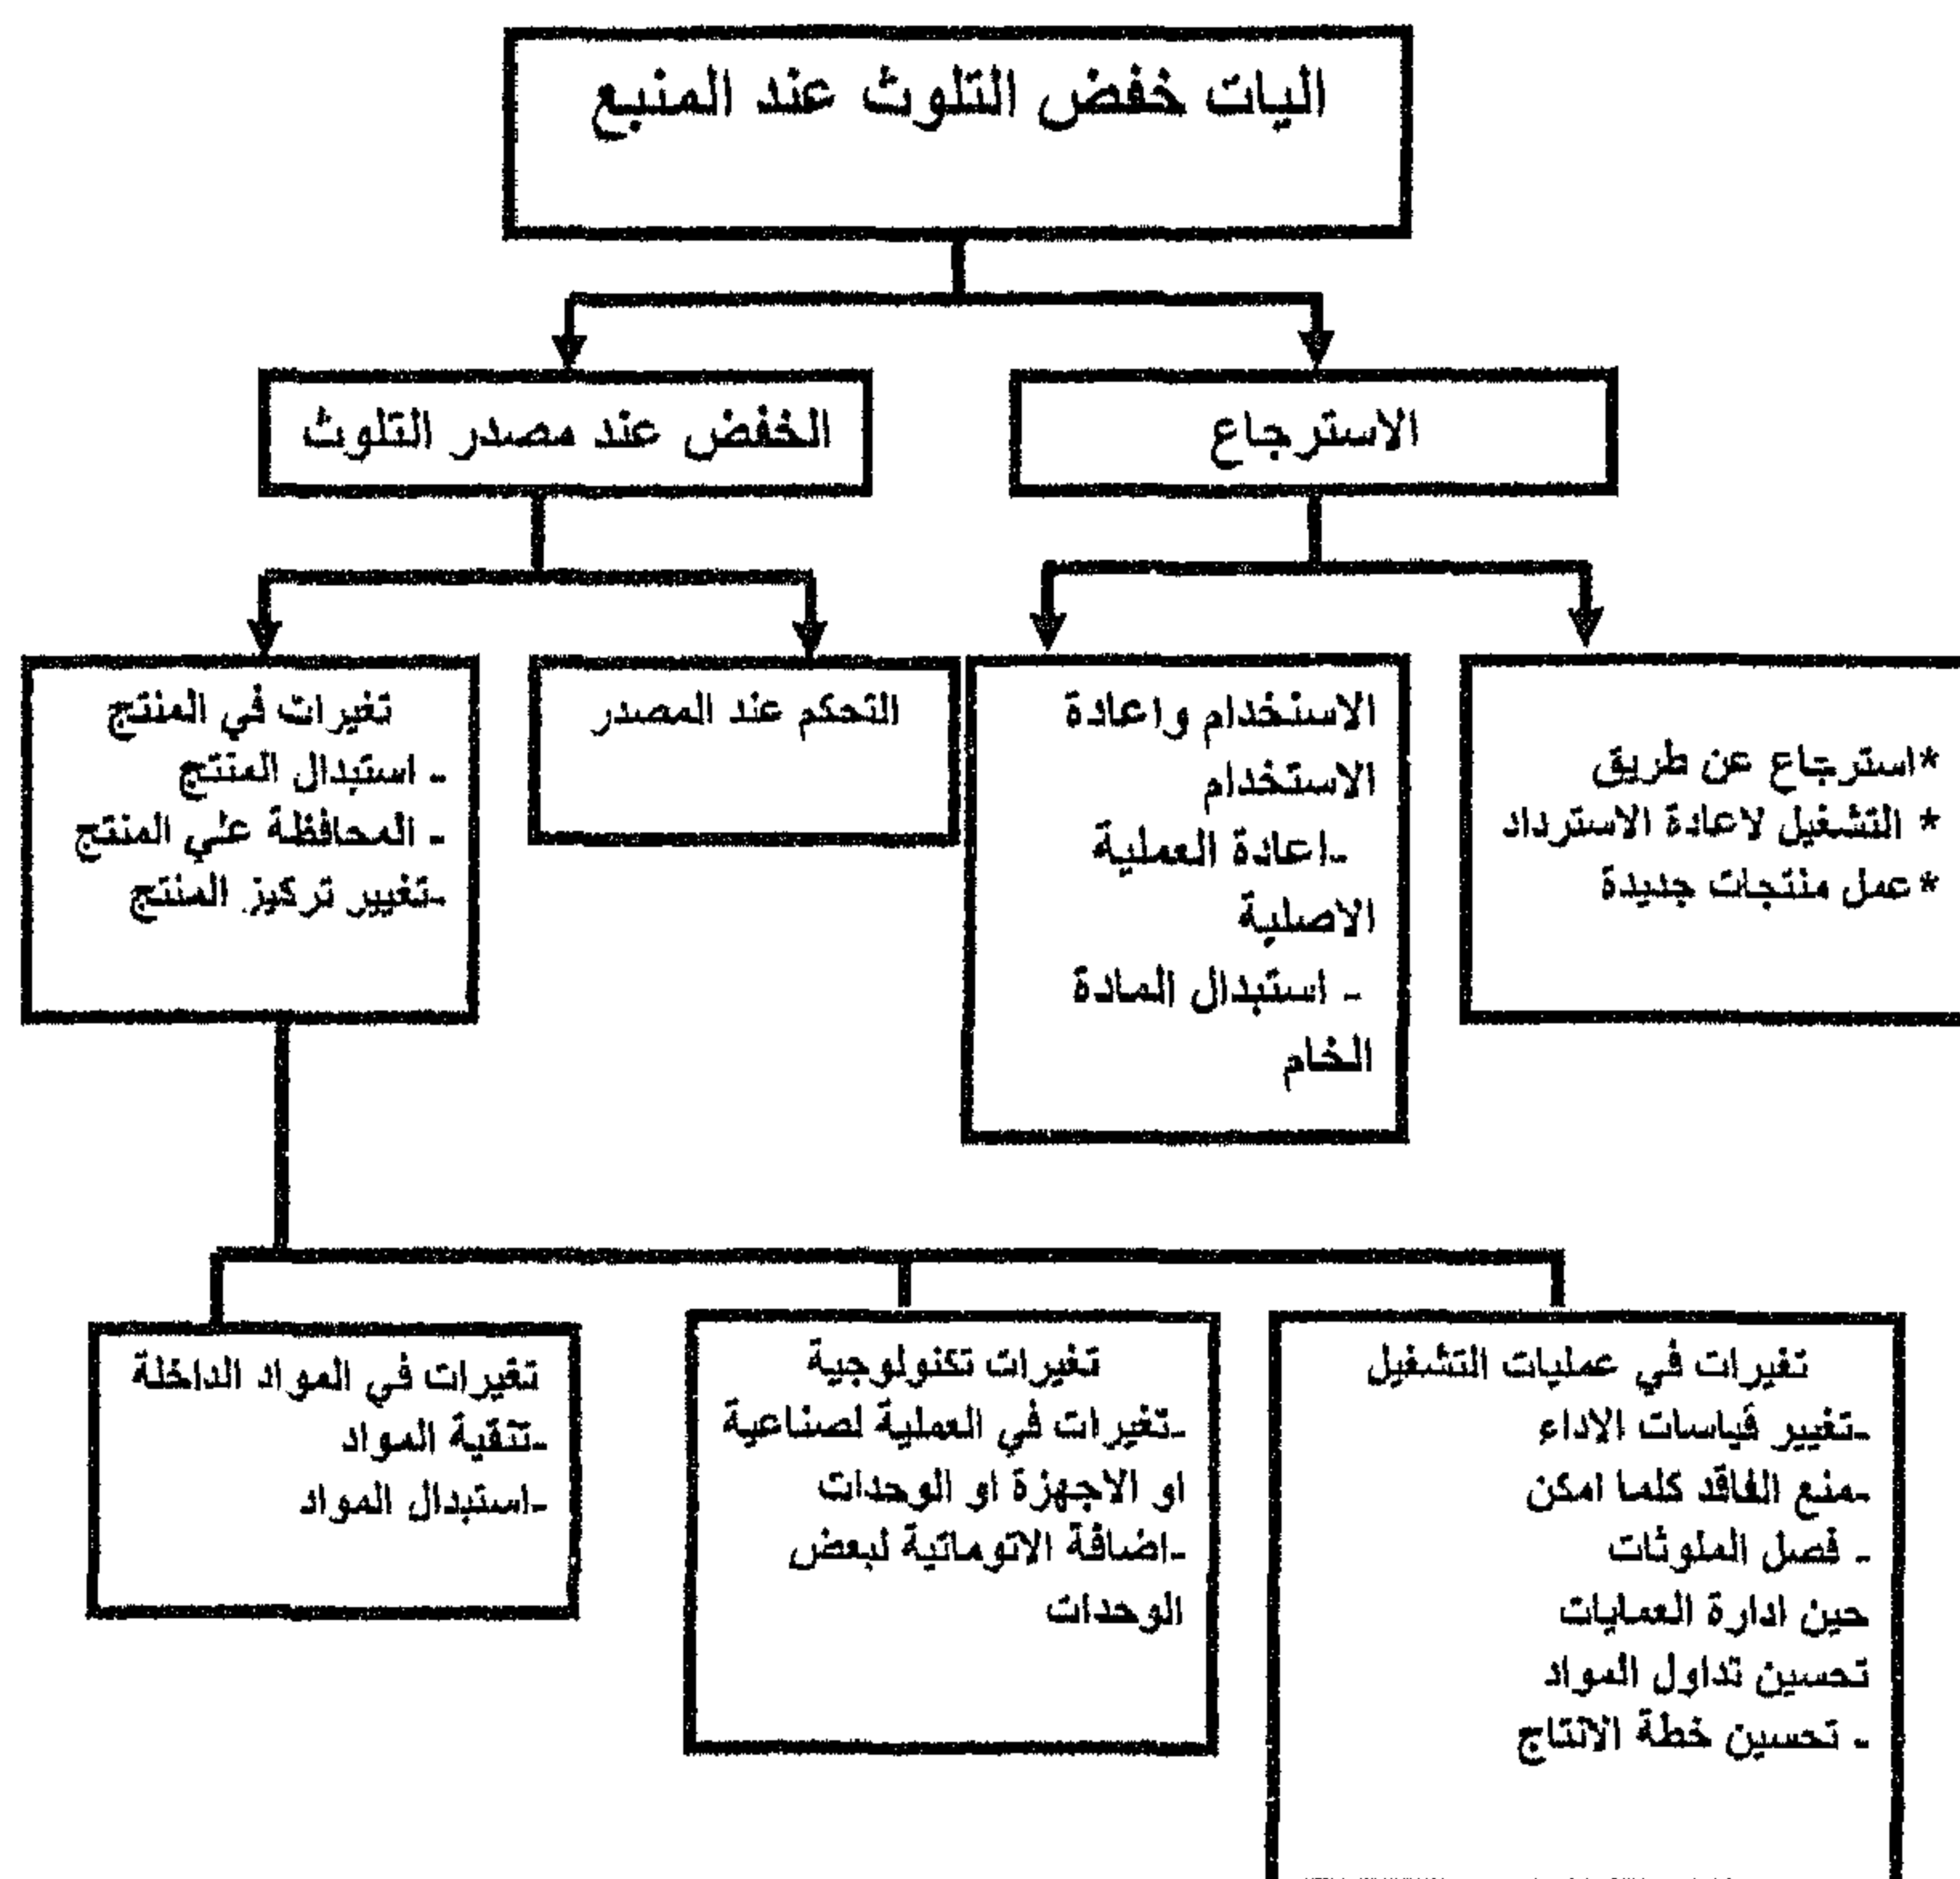 اليات خفض التلوث عند المنبع
الاسترجاع
الخفض عند مصدر التلوث
*استرجاع عن طريق
* التشغيل لاعادة الاسترداد
* عمل منتجات جديدة
الاستخدام واعادة
الاستخدام
-اعادة العملية
الاصلية
- استبدال المادة
الخام
التحكم عند المصدر
تغيرات في المنتج
- استبدال المنتج
- المحافظة علي المنتج
-تغيير تركيز المنتج
تغيرات في عمليات التشغيل
-تغيير قياسات الاداء
-منع الفاقد كلما امكن
- فصل الملوثات
حين ادارة العمليات
تحسين تداول المواد
- تحسين خطة الانتاج
تغيرات تكنولوجية
-تغيرات في العملية لصناعية
او الاجهزة او الوحدات
-اضافة الاتوماتية لبعض
الوحدات
تغيرات في المواد الداخلة
-تنقية المواد
-استبدال المواد